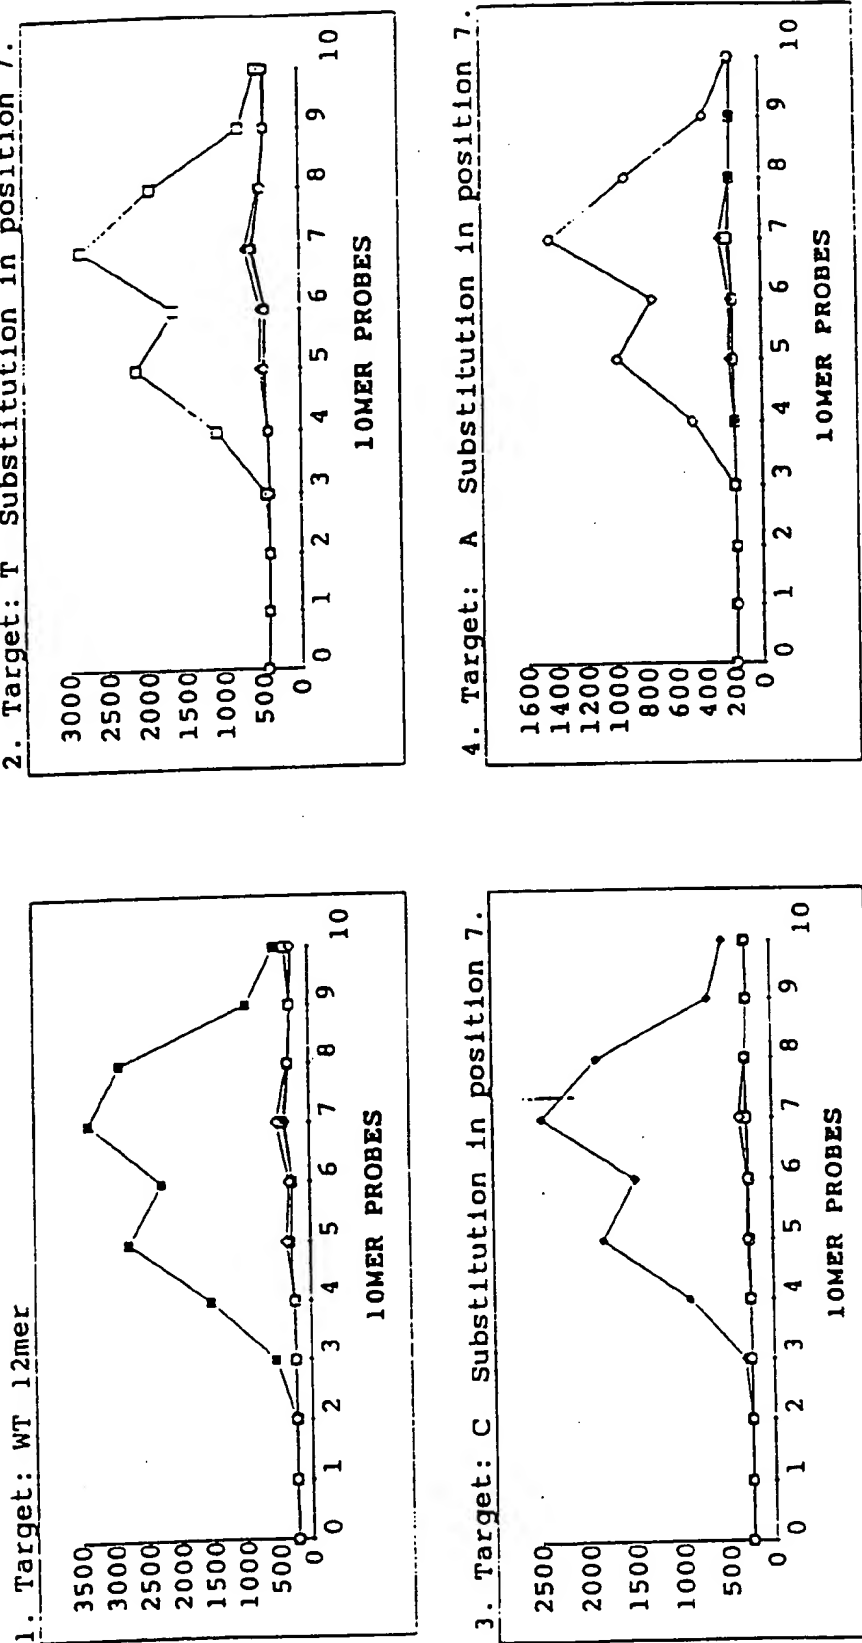 1. Target: WT 12mer
3500
3000
2500
2000
1500
1000
500
0
0 1 2 3 4 5 6 7 8 9 10
10MER PROBES
2. Target: T Substitution in position 7.
3000
2500
2000
1500
1000
500
0
0 1 2 3 4 5 6 7 8 9 10
10MER PROBES
3. Target: C Substitution in position 7.
2500
2000
1500
1000
500
0
0 1 2 3 4 5 6 7 8 9 10
10MER PROBES
4. Target: A Substitution in position 7.
1600
1400
1200
1000
800
600
400
200
0
0 1 2 3 4 5 6 7 8 9 10
10MER PROBES